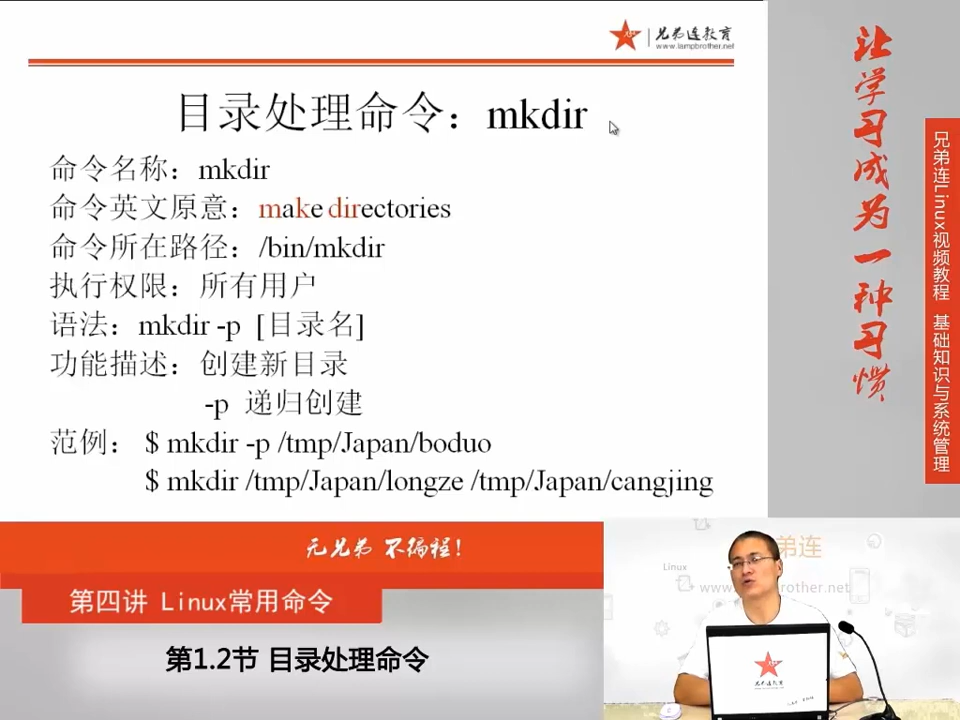 兄弟连教育
www.lampbrother.net
目录处理命令：mkdir
命令名称：mkdir
命令英文原意：make directories
命令所在路径：/bin/mkdir
执行权限：所有用户
语法：mkdir -p [目录名]
功能描述：创建新目录
-p 递归创建
范例： $ mkdir -p /tmp/Japan/boduo
$ mkdir /tmp/Japan/longze /tmp/Japan/cangjing
让学习成为一种习惯
兄弟连Linux视频教程 基础知识与系统管理
无兄弟 不编程！
第四讲 Linux常用命令
第1.2节 目录处理命令
弟连
Linux
兄弟连教育